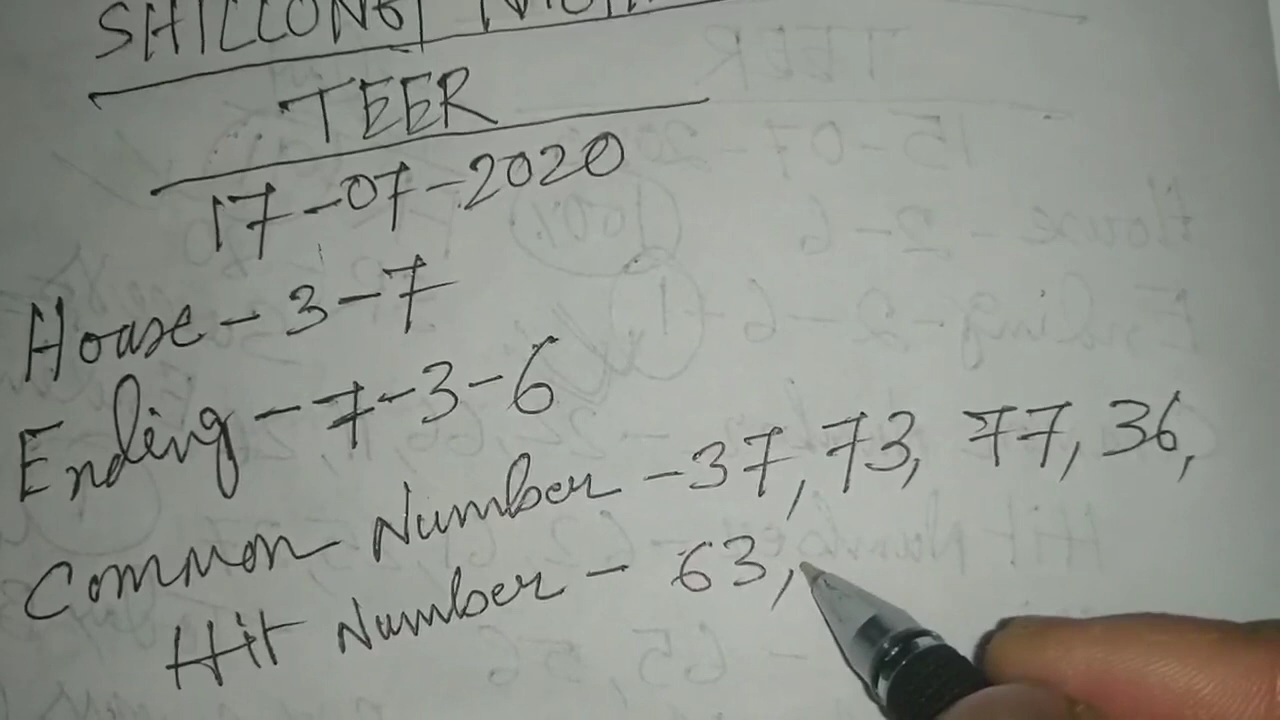 SHILLONG
TEER
17-07-2020
House - 3-7
Ending - 7-3-6
Common Number - 37, 73, 77, 36,
Hit Number - 63,